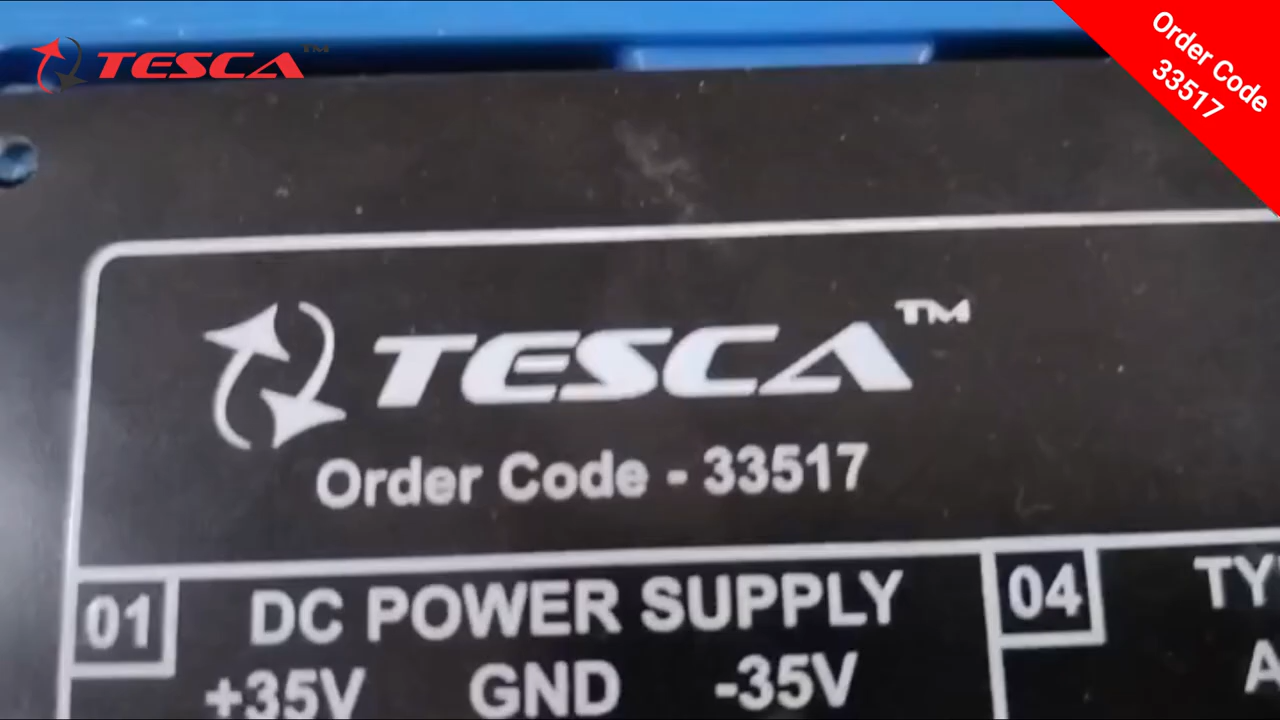 TESCA™
Order Code
33517
TESCA™
Order Code - 33517
01
DC POWER SUPPLY
04
+35V
GND
-35V